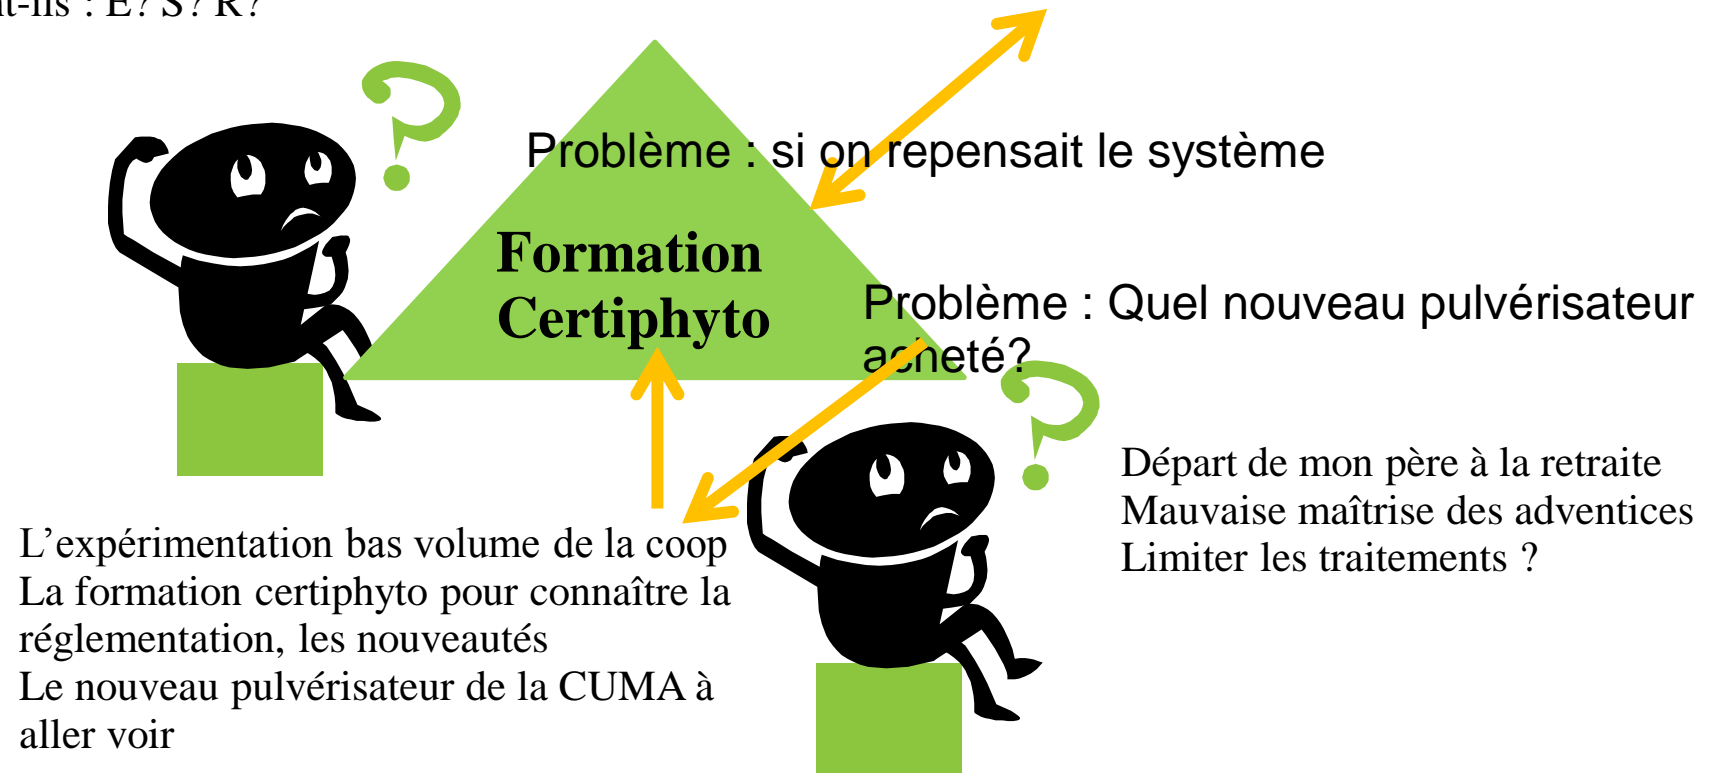 : E? S? R?
Problème : si on repensait le système
Formation
Certiphyto
Problème : Quel nouveau pulvérisateur
acheté?
Départ de mon père à la retraite
Mauvaise maîtrise des adventices
Limiter les traitements ?
L’expérimentation bas volume de la coop
La formation certiphyto pour connaître la
réglementation, les nouveautés
Le nouveau pulvérisateur de la CUMA à
aller voir